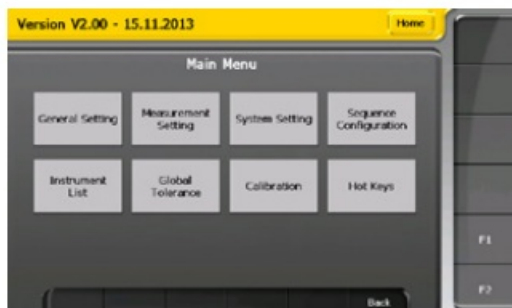 Version V2.00 - 15.11.2013
Home
Main Menu
General Setting
Measurement Setting
System Setting
Sequence Configuration
Instrument List
Global Tolerance
Calibration
Hot Keys
F1
F2
Back